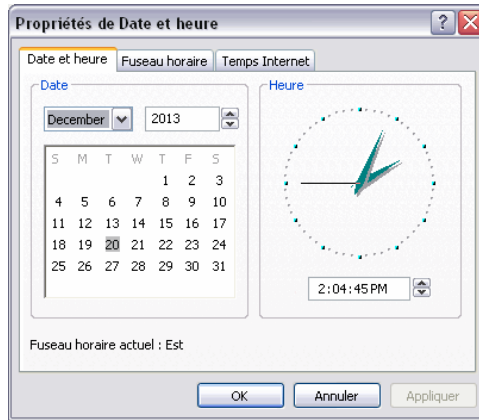 Propriétés de Date et heure
Date et heure
Fuseau horaire
Temps Internet
Date
December
2013
S M T W T F S
1 2 3
4 5 6 7 8 9 10
11 12 13 14 15 16 17
18 19 20 21 22 23 24
25 26 27 28 29 30 31
Heure
2:04:45 PM
Fuseau horaire actuel : Est
OK
Annuler
Appliquer